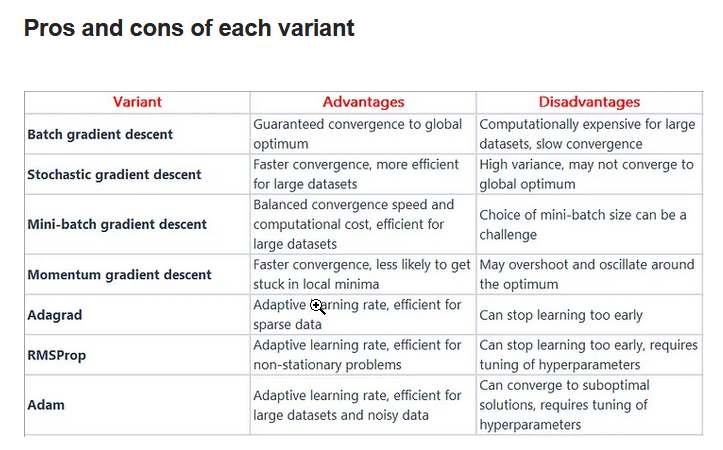 Pros and cons of each variant
Variant Advantages Disadvantages
Batch gradient descent
Guaranteed convergence to global
optimum
Computationally expensive for large
datasets, slow convergence
Stochastic gradient descent
Faster convergence, more efficient
for large datasets
High variance, may not converge to
global optimum
Mini-batch gradient descent
Balanced convergence speed and
computational cost, efficient for
large datasets
Choice of mini-batch size can be a
challenge
Momentum gradient descent
Faster convergence, less likely to get
stuck in local minima
May overshoot and oscillate around
the optimum
Adagrad
Adaptive learning rate, efficient for
sparse data
Can stop learning too early
RMSProp
Adaptive learning rate, efficient for
non-stationary problems
Can stop learning too early, requires
tuning of hyperparameters
Adam
Adaptive learning rate, efficient for
large datasets and noisy data
Can converge to suboptimal
solutions, requires tuning of
hyperparameters